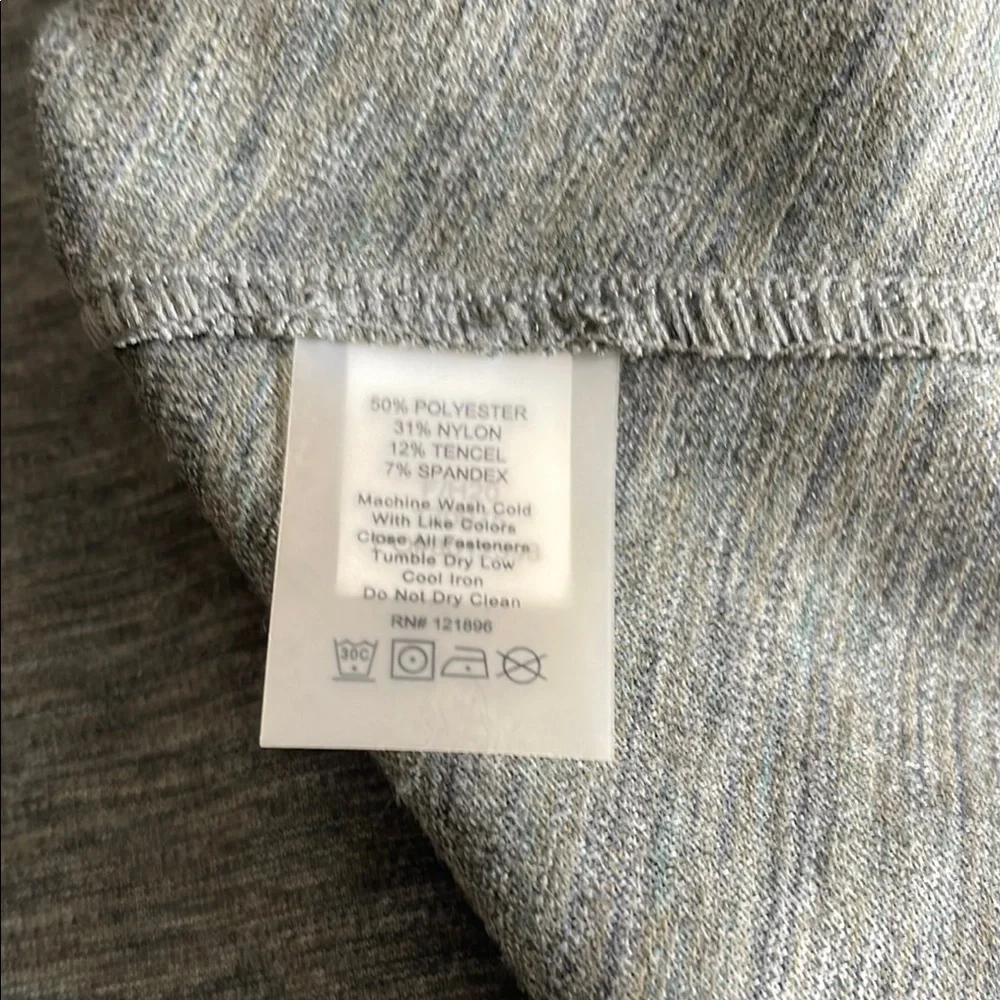 50% POLYESTER
31% NYLON
12% TENCEL
7% SPANDEX
Machine Wash Cold
With Like Colors
Close All Fasteners
Tumble Dry Low
Cool Iron
Do Not Dry Clean
RN# 121896
30C